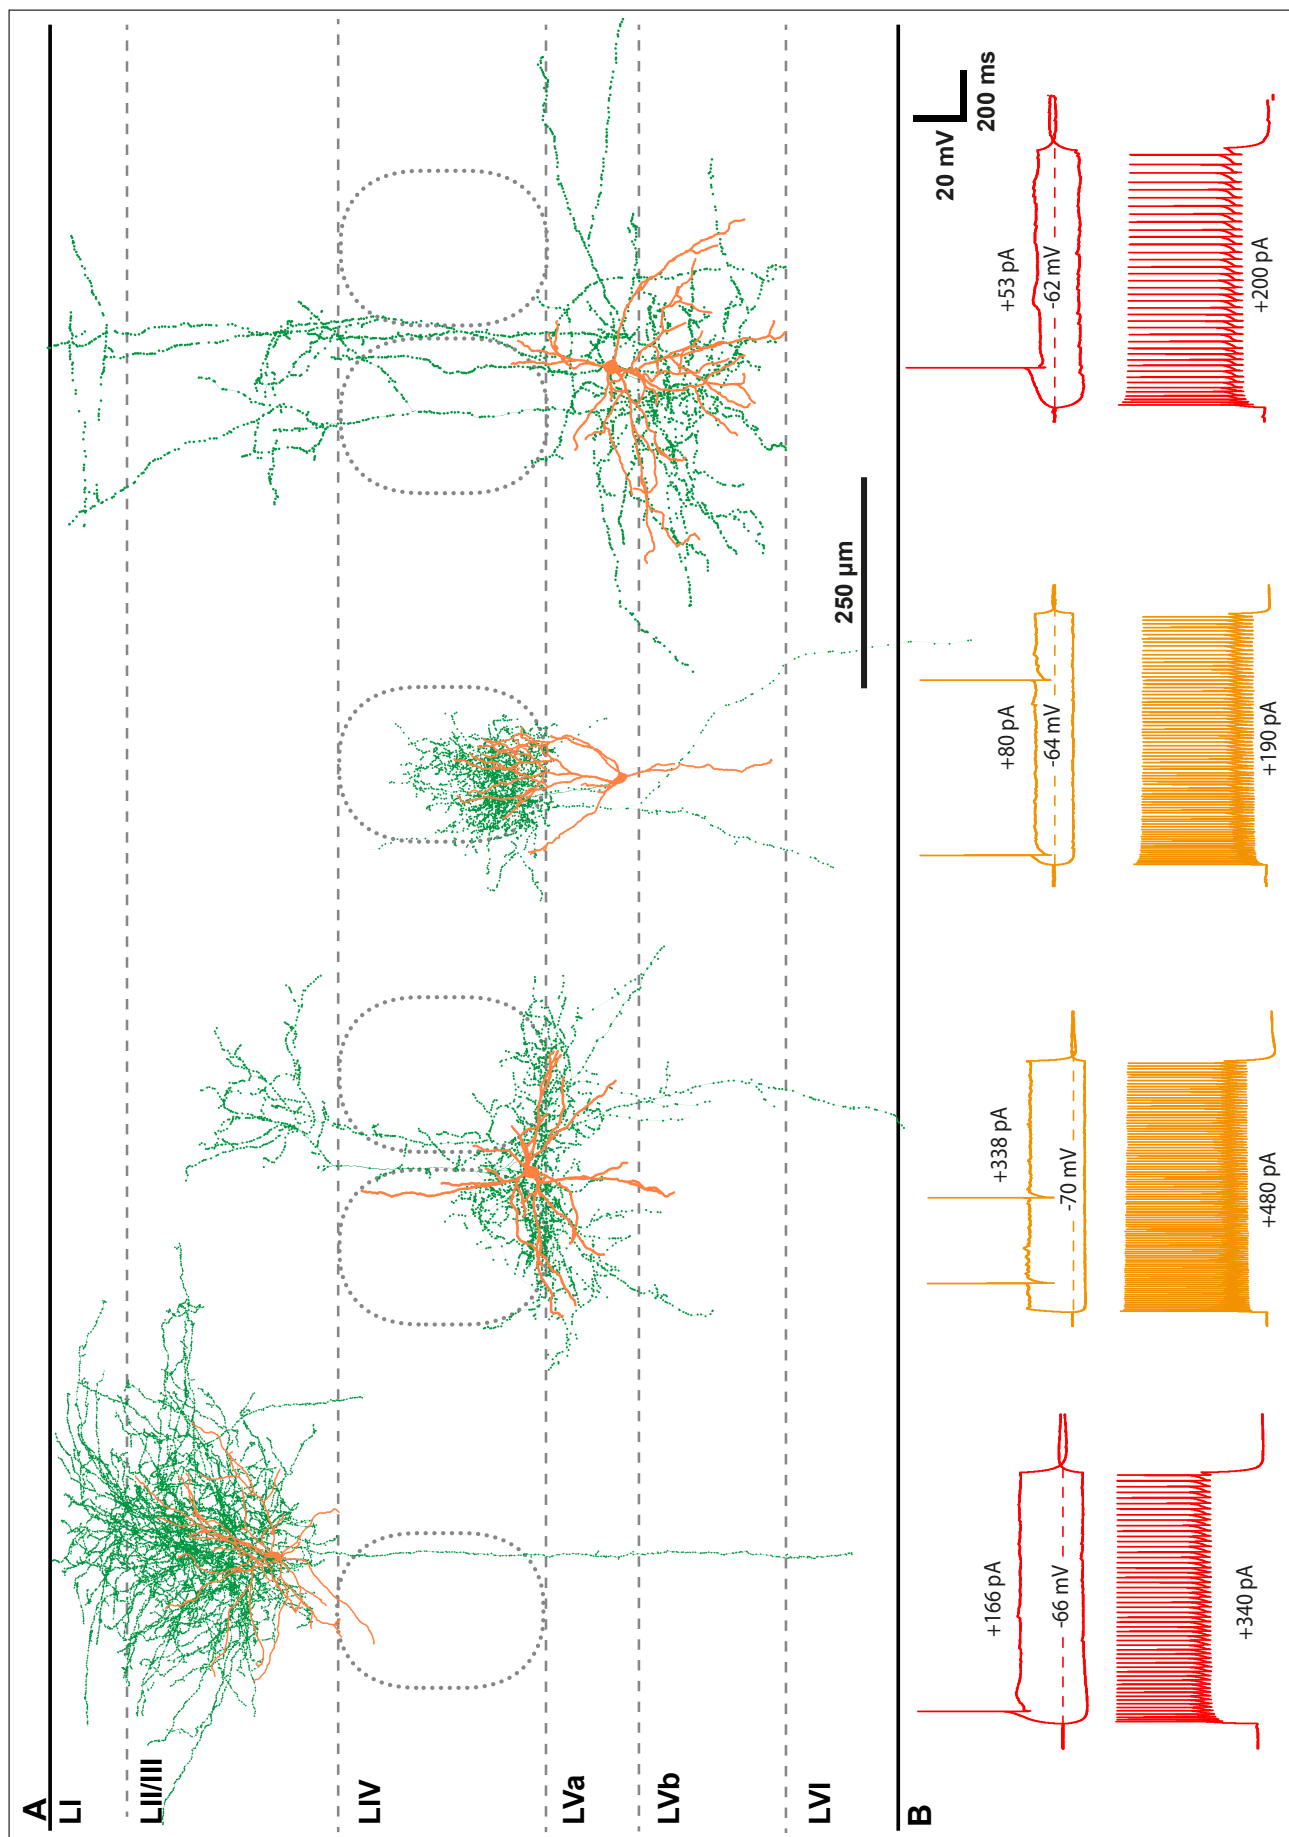 A
LI
LII/III
LIV
LVa
LVb
LVI
250 µm
B
+166 pA
-66 mV
+340 pA
+338 pA
-70 mV
+480 pA
+80 pA
-64 mV
+190 pA
+53 pA
-62 mV
+200 pA
20 mV
200 ms